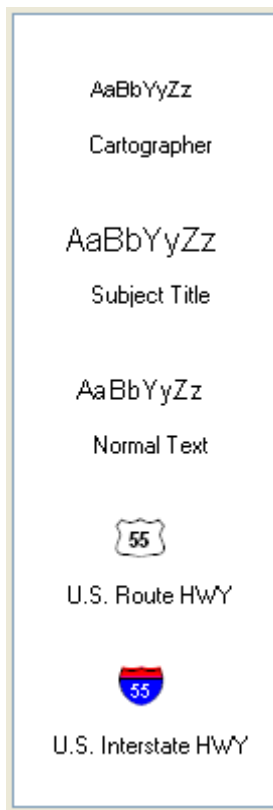 AaBbYyZz
Cartographer
AaBbYyZz
Subject Title
AaBbYyZz
Normal Text
55
U.S. Route HWY
55
U.S. Interstate HWY